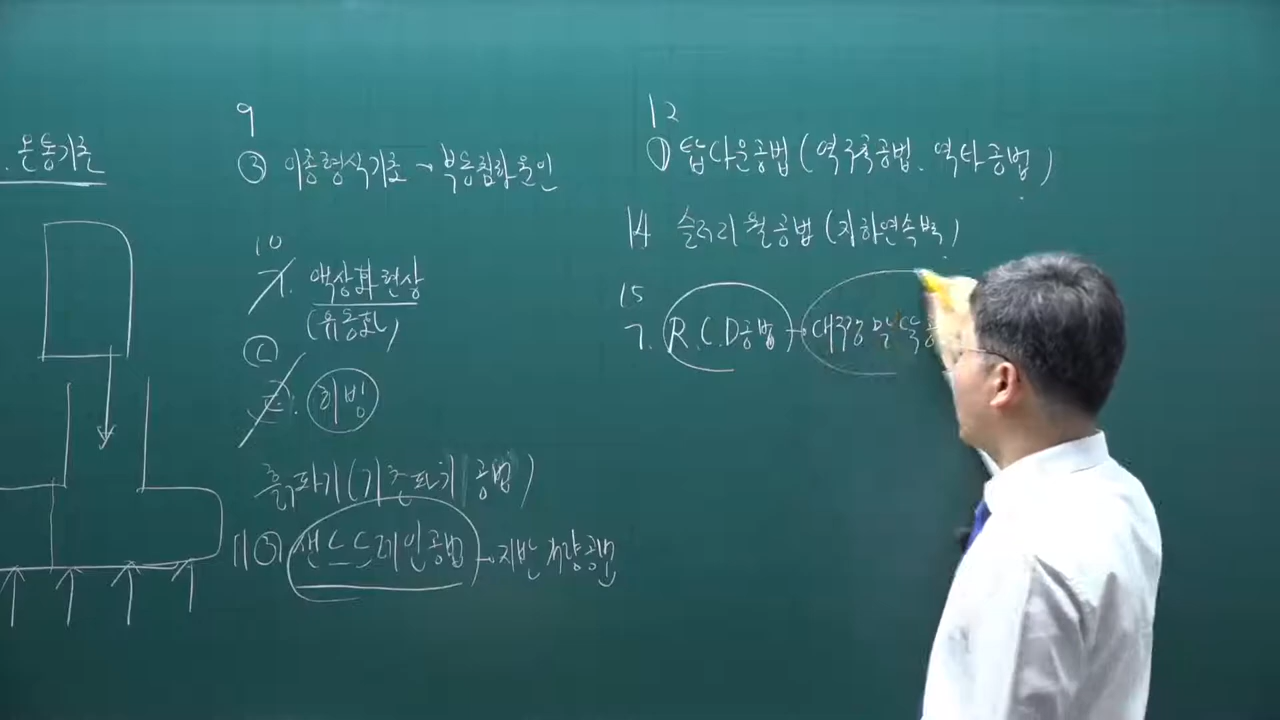 온통기초
9
③ 이종형식기초 → 부동침하 원인
10
ㄱ. 액상화 현상
(유동화)
ㄷ
히빙
흙파기(기초파기 공법)
11 ③ 샌드드레인공법 → 지반개량공법
12
① 탑다운공법(역구축공법. 역타공법)
14 슬러리월공법(지하연속벽)
15
ㄱ. R.C.D공법 → 대구경 말뚝공